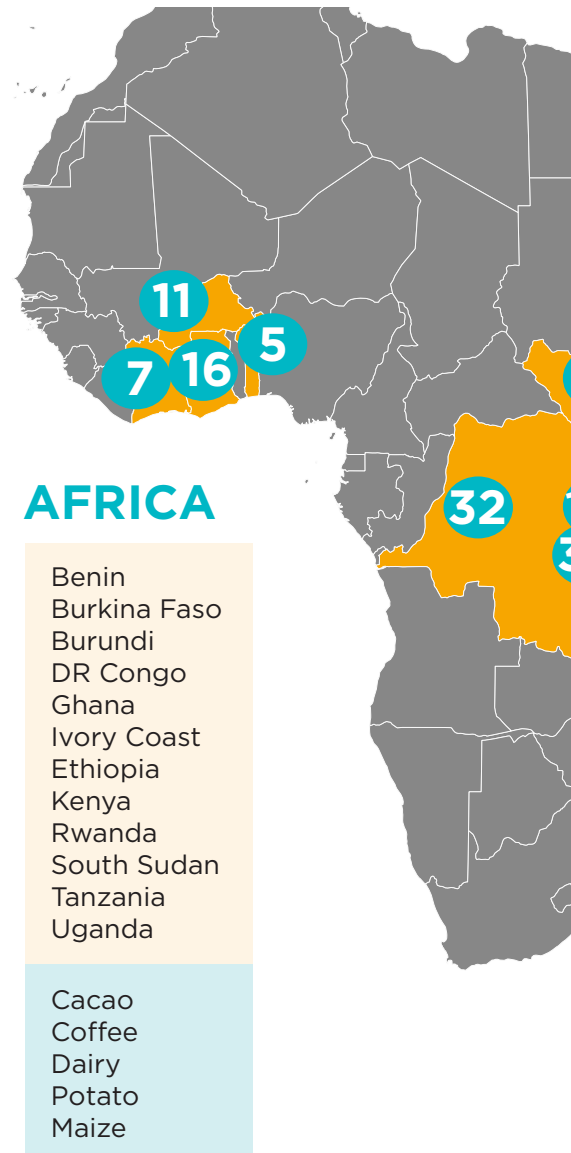 11
5
7
16
32
AFRICA
Benin
Burkina Faso
Burundi
DR Congo
Ghana
Ivory Coast
Ethiopia
Kenya
Rwanda
South Sudan
Tanzania
Uganda
Cacao
Coffee
Dairy
Potato
Maize